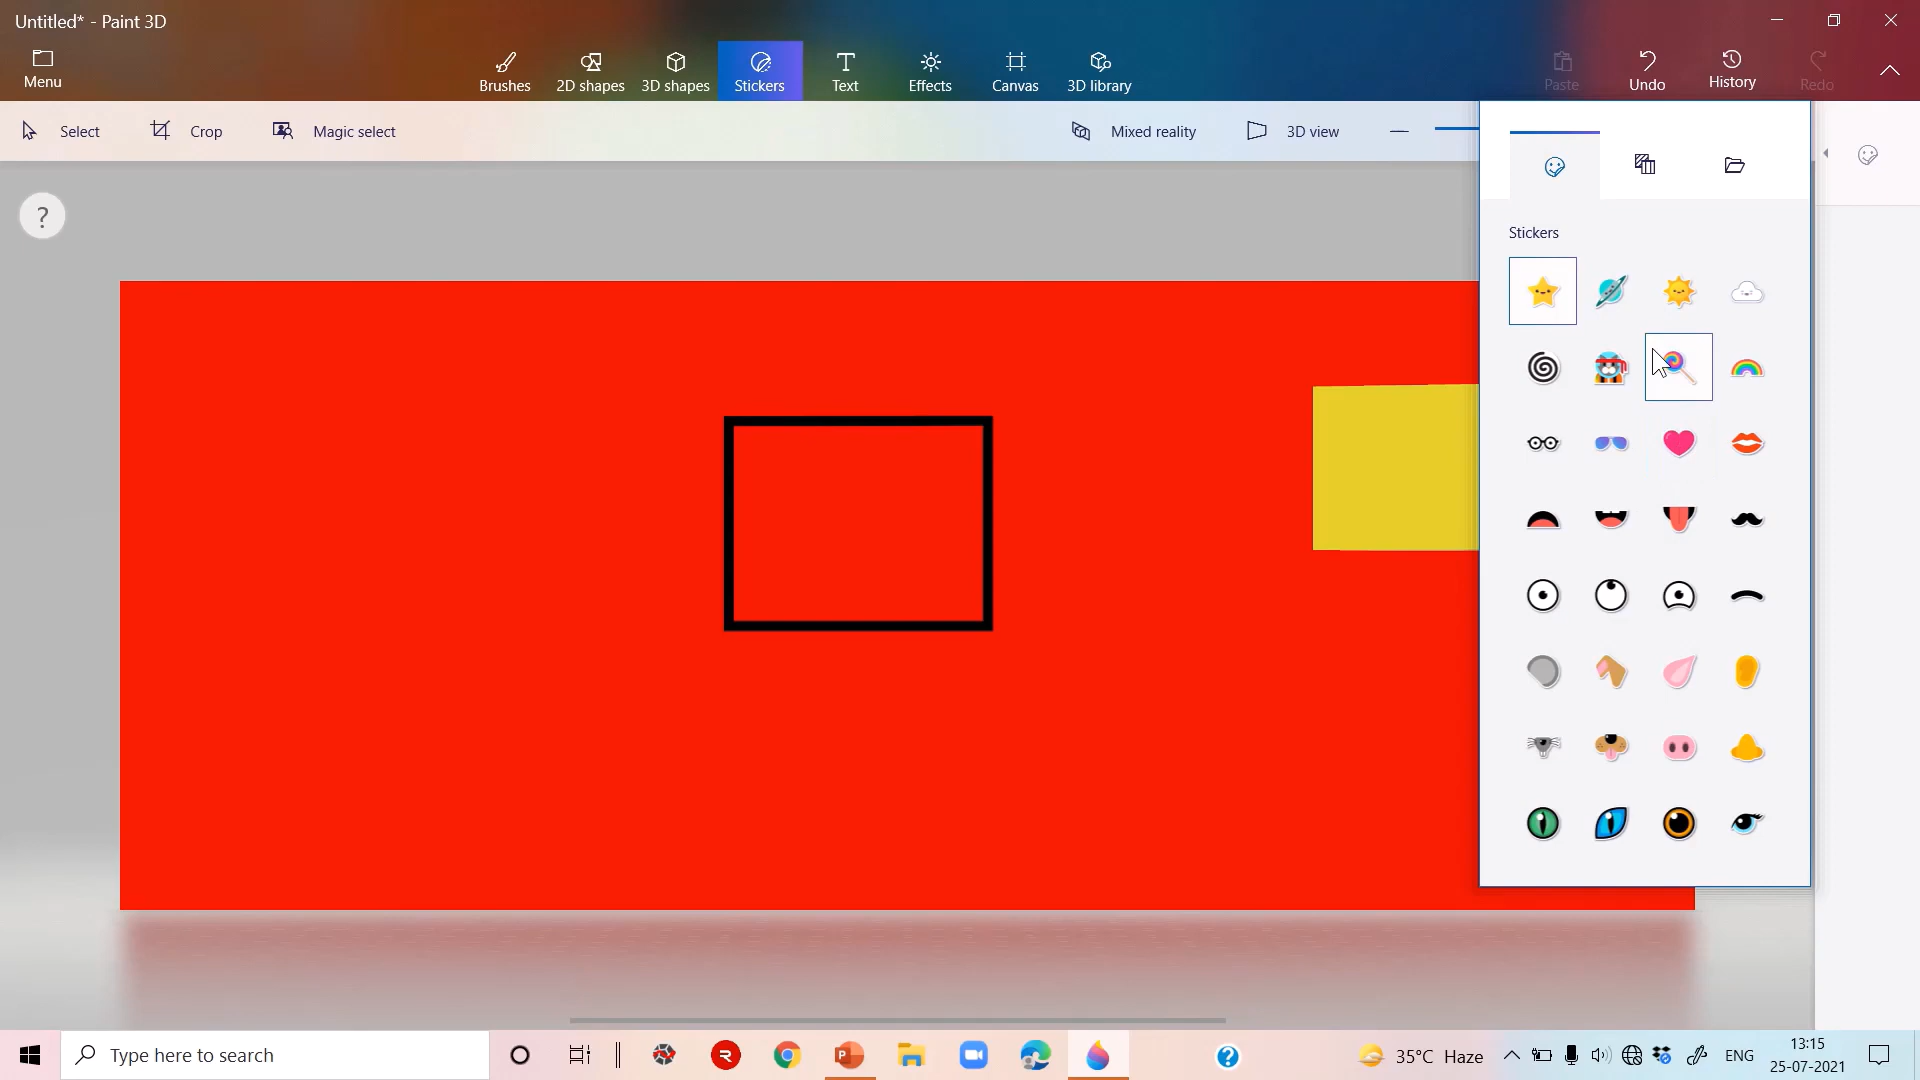 Untitled* - Paint 3D
Menu
Brushes
2D shapes
3D shapes
Stickers
Text
Effects
Canvas
3D library
Paste
Undo
History
Redo
Select
Crop
Magic select
Mixed reality
3D view
?
Stickers
Type here to search
35°C Haze
ENG
13:15
25-07-2021